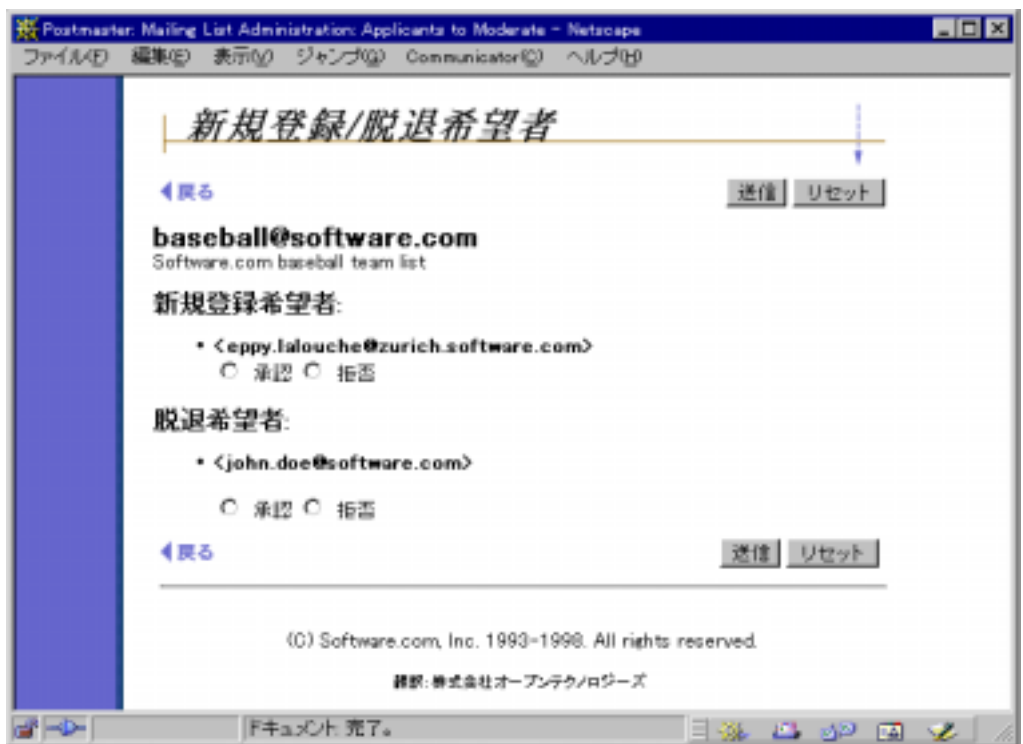 Postmaster: Mailing List Administration: Applicants to Moderate - Netscape
ファイル(F) 編集(E) 表示(V) ジャンプ(G) Communicator(C) ヘルプ(H)
新規登録/脱退希望者
戻る 送信 リセット
baseball@software.com
Software.com baseball team list
新規登録希望者:
• <eppy.lalouche@zurich.software.com>
承認 拒否
脱退希望者:
• <john.doe@software.com>
承認 拒否
戻る 送信 リセット
(C) Software.com, Inc. 1993-1998. All rights reserved.
翻訳: 株式会社オープンテクノロジーズ
ドキュメント: 完了。